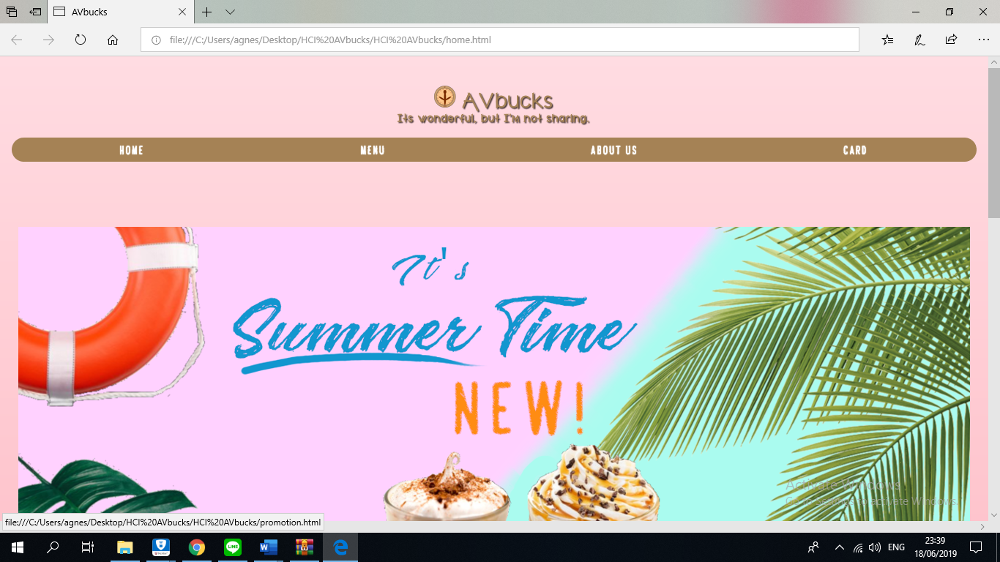 AVbucks
file:///C:/Users/agnes/Desktop/HCI%20AVbucks/HCI%20AVbucks/home.html
AVbucks
Its wonderful, but I'M not sharing.
HOME MENU ABOUT US CARD
It's
Summer Time
NEW!
Activate Windows
Go to Settings to activate Windows.
file:///C:/Users/agnes/Desktop/HCI%20AVbucks/HCI%20AVbucks/promotion.html
LINE
ENG
23:39
18/06/2019